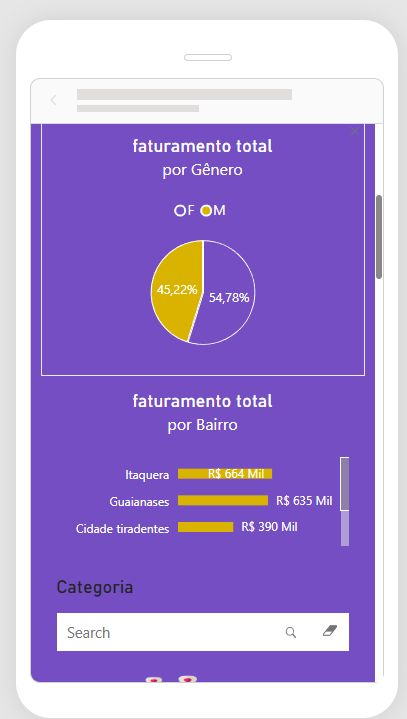 faturamento total
por Gênero
F M
45,22%
54,78%
faturamento total
por Bairro
Itaquera R$ 664 Mil
Guaianases R$ 635 Mil
Cidade tiradentes R$ 390 Mil
Categoria
Search